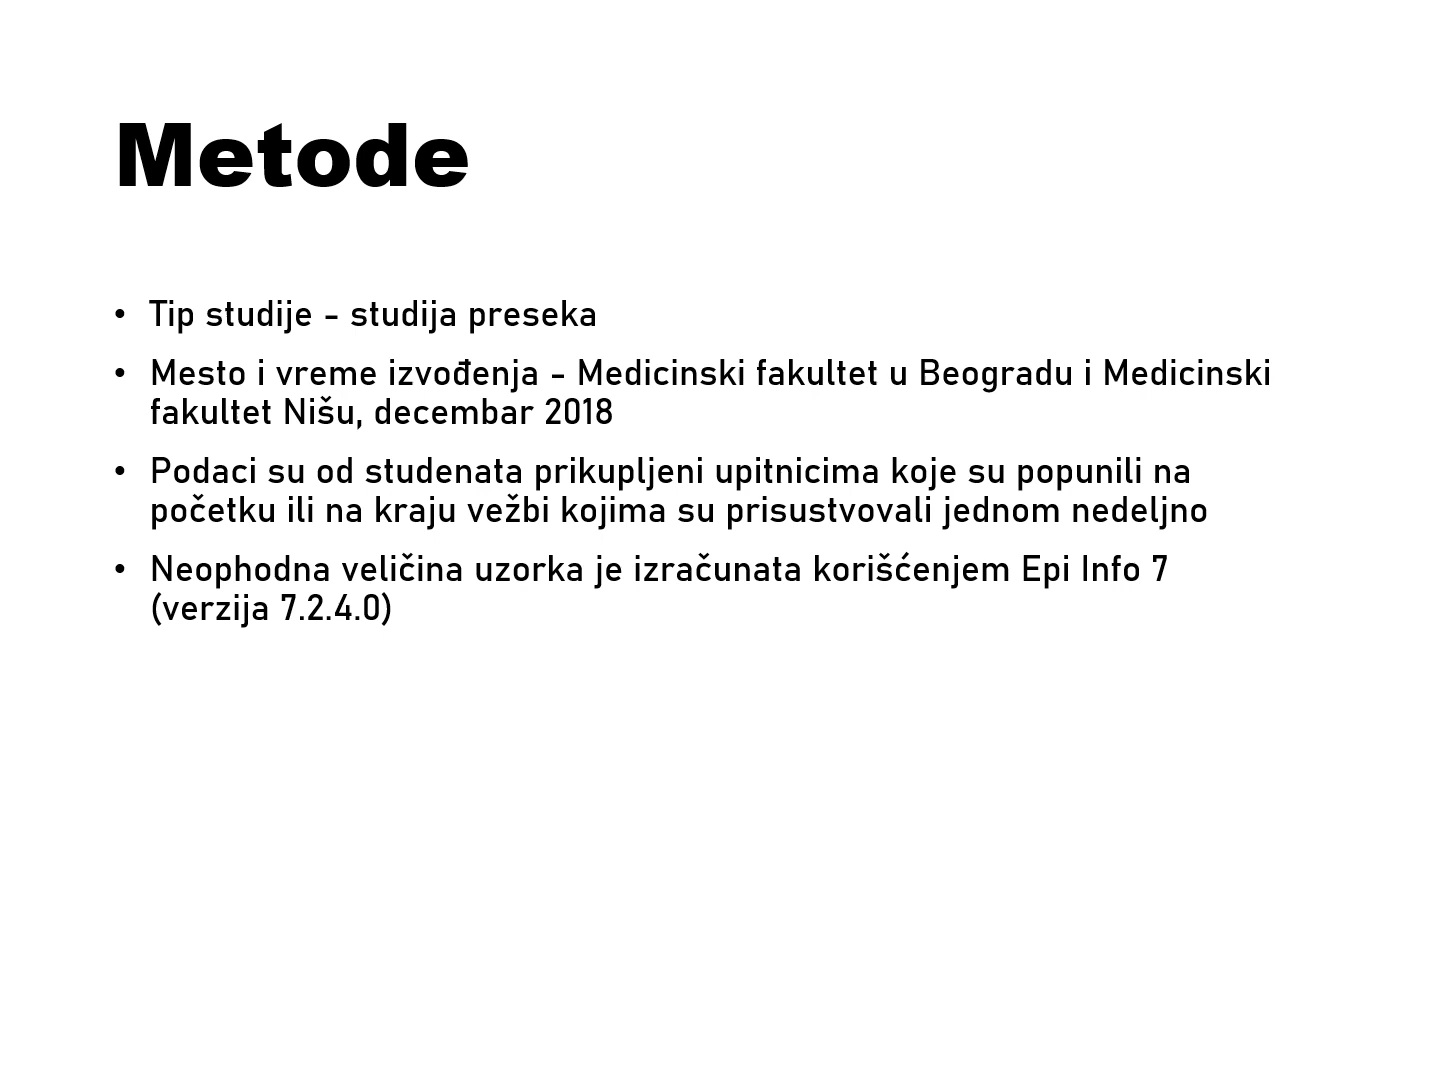 Metode
• Tip studije - studija preseka
• Mesto i vreme izvođenja - Medicinski fakultet u Beogradu i Medicinski
fakultet Nišu, decembar 2018
• Podaci su od studenata prikupljeni upitnicima koje su popunili na
početku ili na kraju vežbi kojima su prisustvovali jednom nedeljno
• Neophodna veličina uzorka je izračunata korišćenjem Epi Info 7
(verzija 7.2.4.0)